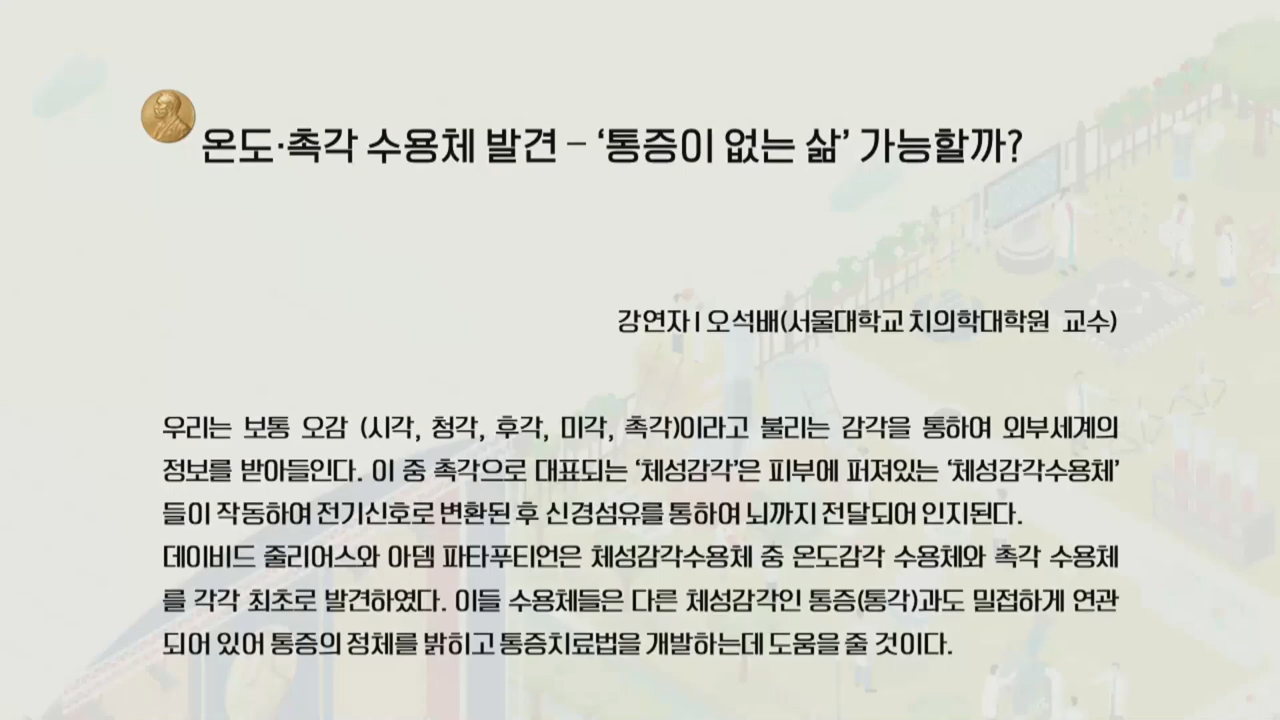 온도·촉각 수용체 발견 – ‘통증이 없는 삶’ 가능할까?
강연자 I 오석배(서울대학교 치의학대학원 교수)
우리는 보통 오감 (시각, 청각, 후각, 미각, 촉각)이라고 불리는 감각을 통하여 외부세계의
정보를 받아들인다. 이 중 촉각으로 대표되는 ‘체성감각’은 피부에 퍼져있는 ‘체성감각수용체’
들이 작동하여 전기신호로 변환된 후 신경섬유를 통하여 뇌까지 전달되어 인지된다.
데이비드 줄리어스와 아뎀 파타푸티언은 체성감각수용체 중 온도감각 수용체와 촉각 수용체
를 각각 최초로 발견하였다. 이들 수용체들은 다른 체성감각인 통증(통각)과도 밀접하게 연관
되어 있어 통증의 정체를 밝히고 통증치료법을 개발하는데 도움을 줄 것이다.